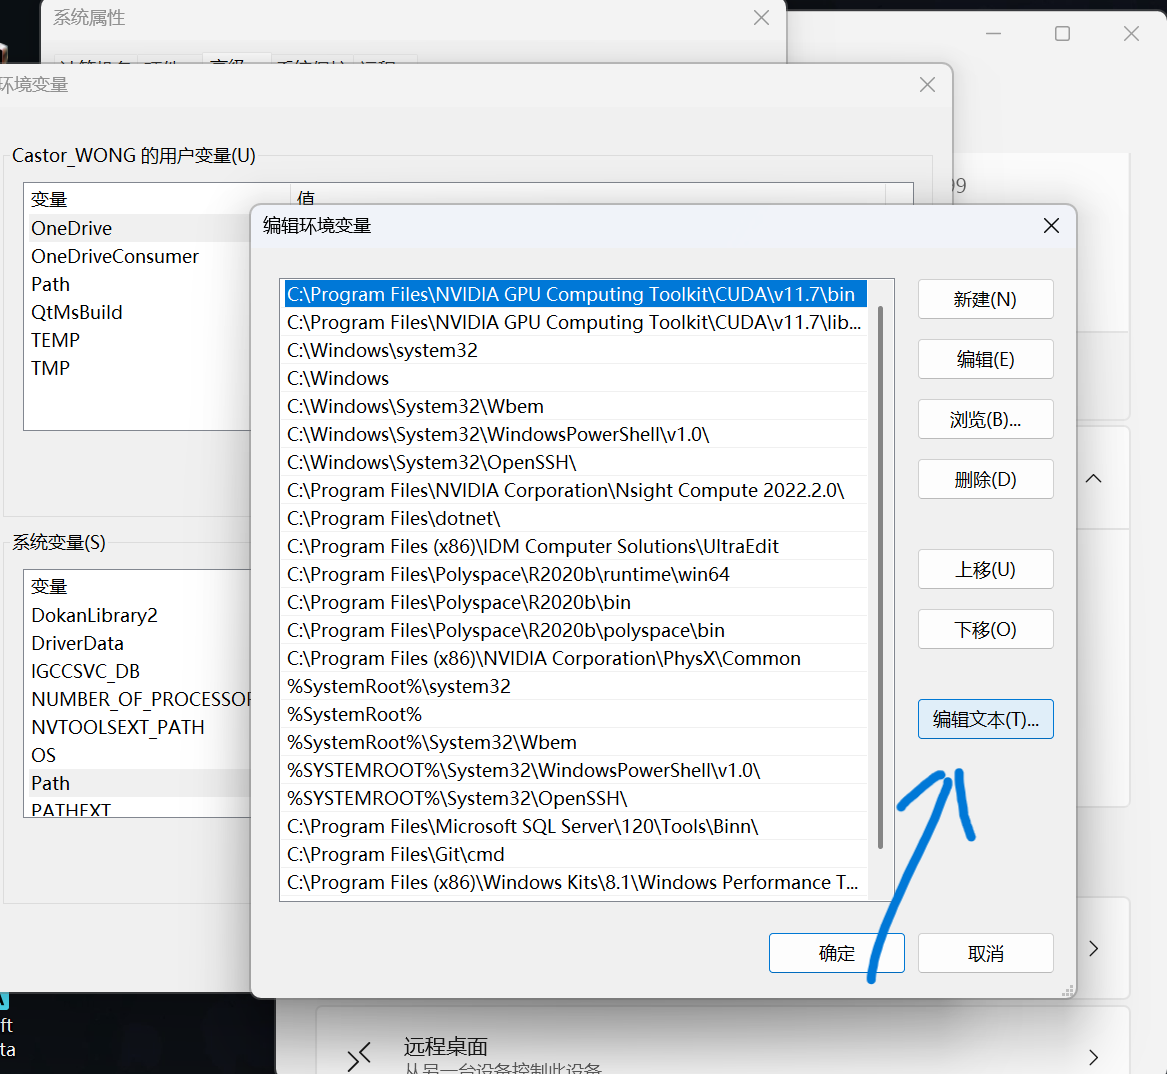 系统属性
高级
环境变量
Castor_WONG 的用户变量(U)
变量
值
OneDrive
OneDriveConsumer
Path
QtMsBuild
TEMP
TMP
系统变量(S)
变量
DokanLibrary2
DriverData
IGCCSVC_DB
NUMBER_OF_PROCESSOR
NVTOOLSEXT_PATH
OS
Path
PATHEXT
编辑环境变量
C:\Program Files\NVIDIA GPU Computing Toolkit\CUDA\v11.7\bin
C:\Program Files\NVIDIA GPU Computing Toolkit\CUDA\v11.7\lib...
C:\Windows\system32
C:\Windows
C:\Windows\System32\Wbem
C:\Windows\System32\WindowsPowerShell\v1.0\
C:\Windows\System32\OpenSSH\
C:\Program Files\NVIDIA Corporation\Nsight Compute 2022.2.0\
C:\Program Files\dotnet\
C:\Program Files (x86)\IDM Computer Solutions\UltraEdit
C:\Program Files\Polyspace\R2020b\runtime\win64
C:\Program Files\Polyspace\R2020b\bin
C:\Program Files\Polyspace\R2020b\polyspace\bin
C:\Program Files (x86)\NVIDIA Corporation\PhysX\Common
%SystemRoot%\system32
%SystemRoot%
%SystemRoot%\System32\Wbem
%SYSTEMROOT%\System32\WindowsPowerShell\v1.0\
%SYSTEMROOT%\System32\OpenSSH\
C:\Program Files\Microsoft SQL Server\120\Tools\Binn\
C:\Program Files\Git\cmd
C:\Program Files (x86)\Windows Kits\8.1\Windows Performance T...
新建(N)
编辑(E)
浏览(B)...
删除(D)
上移(U)
下移(O)
编辑文本(T)...
确定
取消
ft
ta
远程桌面
从另一台设备控制此设备